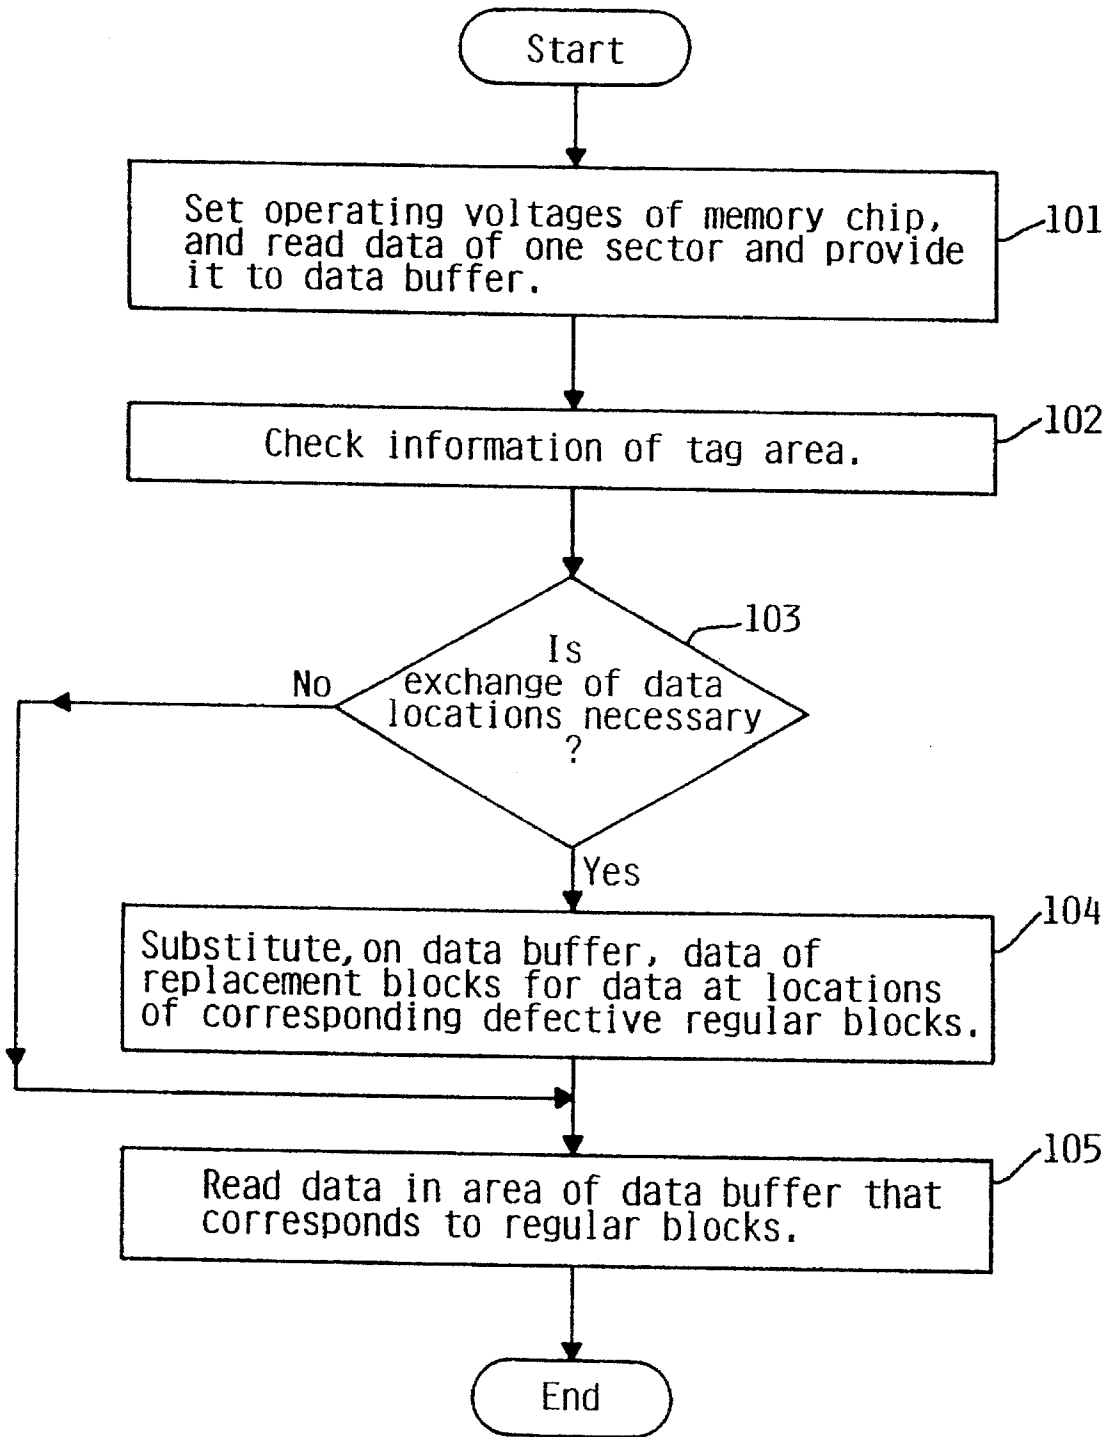 Start
Set operating voltages of memory chip,
and read data of one sector and provide
it to data buffer.
101
Check information of tag area.
102
103
Is
exchange of data
locations necessary
?
No
Yes
104
Substitute, on data buffer, data of
replacement blocks for data at locations
of corresponding defective regular blocks.
105
Read data in area of data buffer that
corresponds to regular blocks.
End